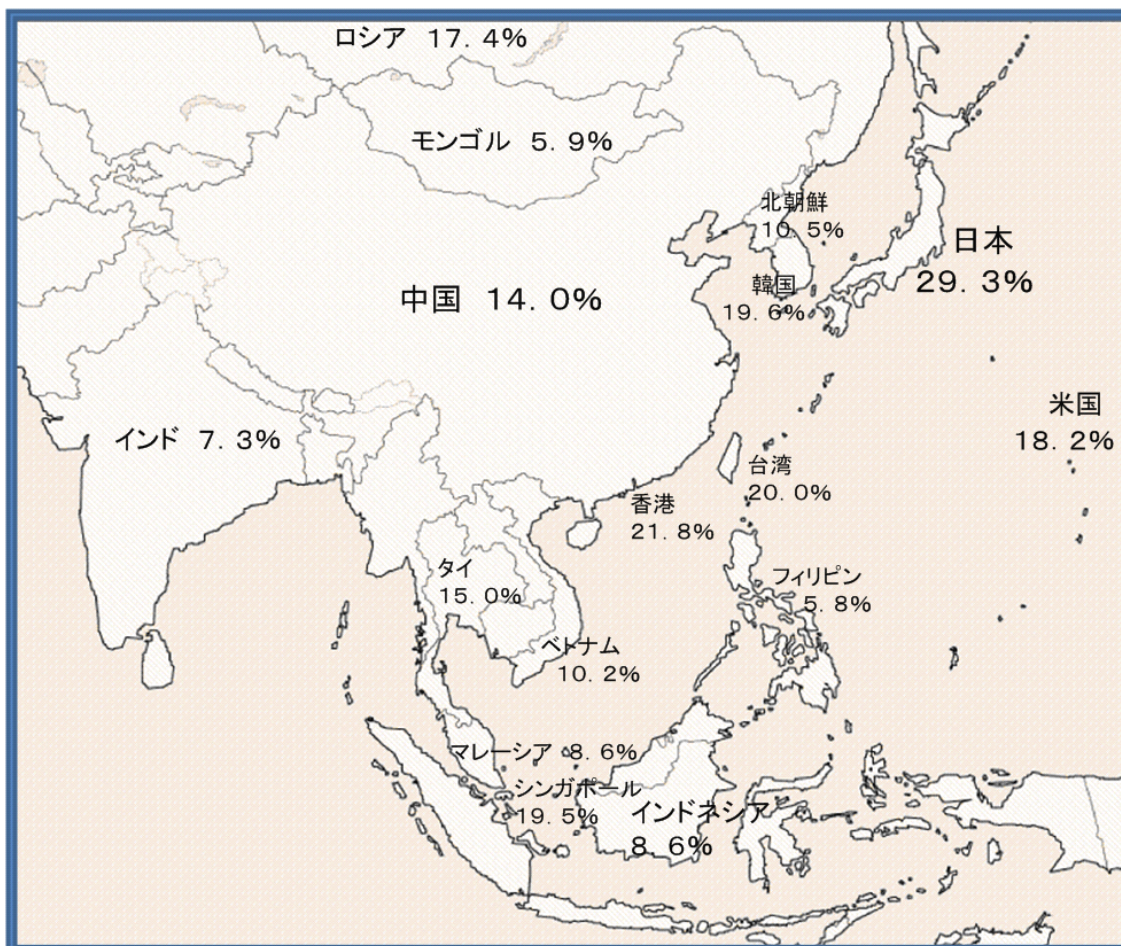 ロシア 17.4%
モンゴル 5.9%
北朝鮮
10.5%
日本
29.3%
中国 14.0%
韓国
19.6%
米国
18.2%
インド 7.3%
台湾
20.0%
香港
21.8%
タイ
15.0%
フィリピン
5.8%
ベトナム
10.2%
マレーシア 8.6%
シンガポール
19.5%
インドネシア
8.6%